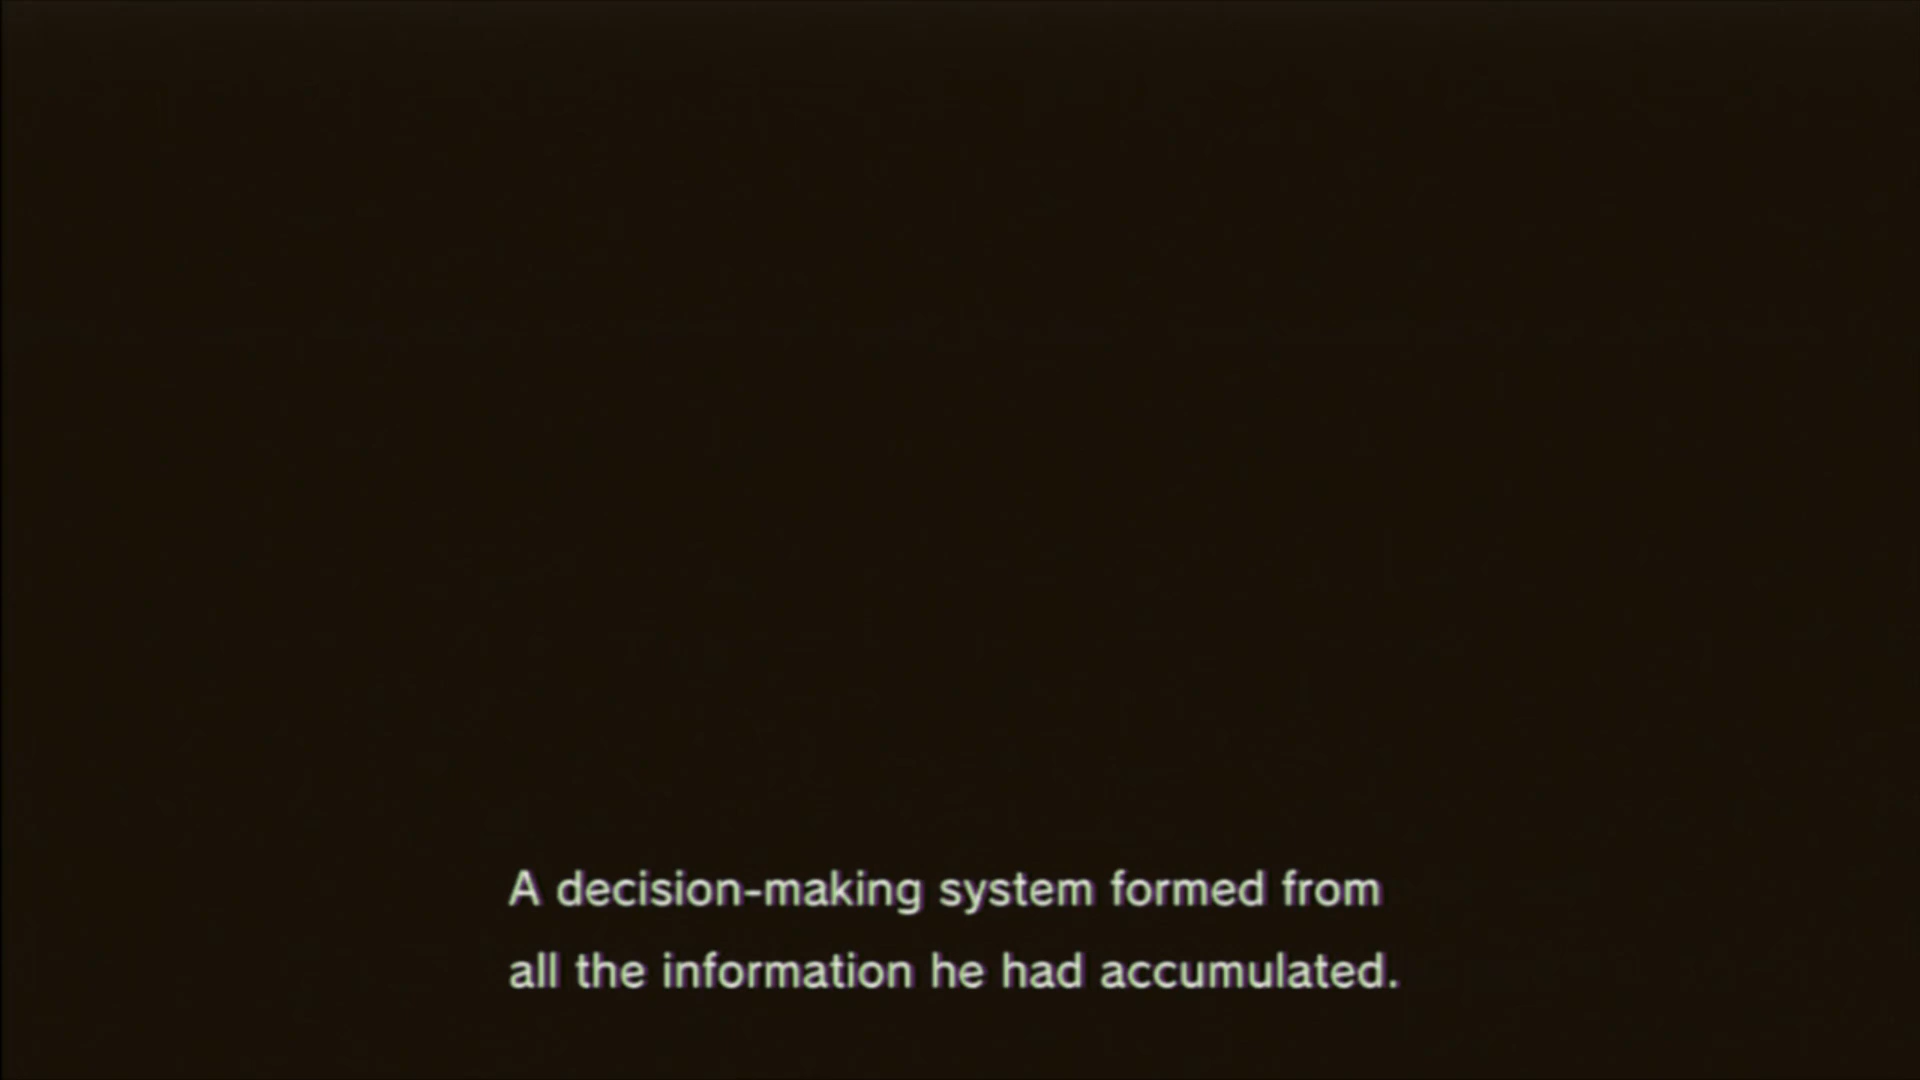 A decision-making system formed from
all the information he had accumulated.